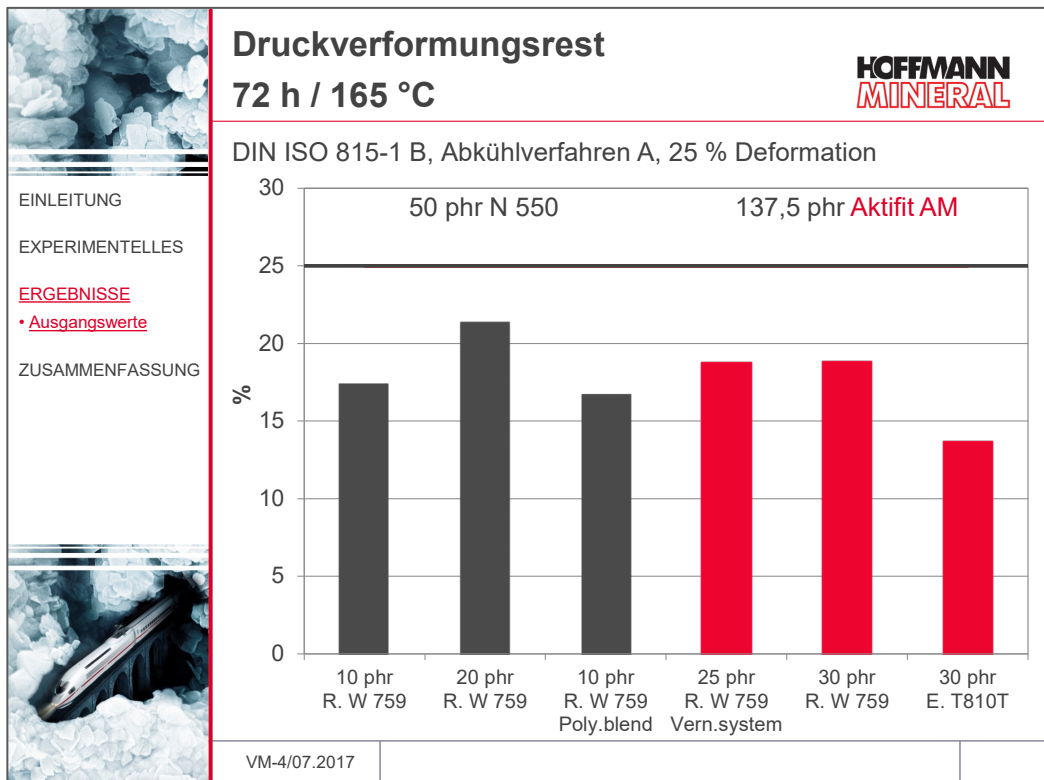 Druckverformungsrest
72 h / 165 °C
HOFFMANN
MINERAL
EINLEITUNG
EXPERIMENTELLES
ERGEBNISSE
• Ausgangswerte
ZUSAMMENFASSUNG
DIN ISO 815-1 B, Abkühlverfahren A, 25 % Deformation
50 phr N 550
137,5 phr Aktifit AM
%
30
25
20
15
10
5
0
10 phr
R. W 759
20 phr
R. W 759
10 phr
R. W 759
Poly.blend
25 phr
R. W 759
Vern.system
30 phr
R. W 759
30 phr
E. T810T
VM-4/07.2017